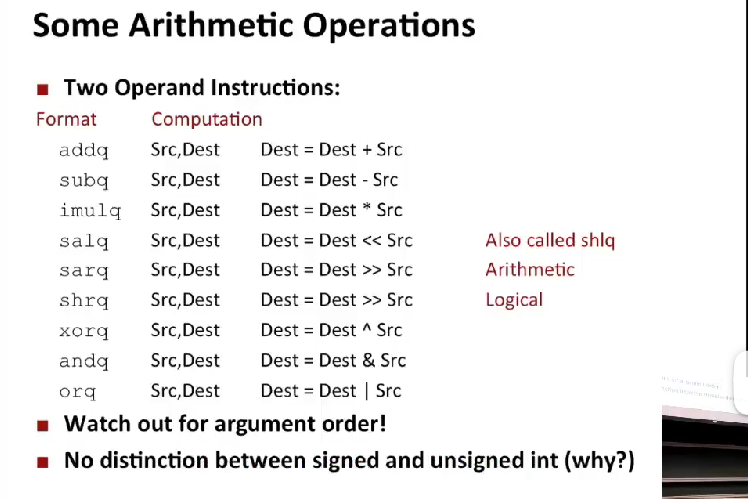 Some Arithmetic Operations
■ Two Operand Instructions:
Format Computation
addq Src,Dest Dest = Dest + Src
subq Src,Dest Dest = Dest - Src
imulq Src,Dest Dest = Dest * Src
salq Src,Dest Dest = Dest << Src Also called shlq
sarq Src,Dest Dest = Dest >> Src Arithmetic
shrq Src,Dest Dest = Dest >> Src Logical
xorq Src,Dest Dest = Dest ^ Src
andq Src,Dest Dest = Dest & Src
orq Src,Dest Dest = Dest | Src
■ Watch out for argument order!
■ No distinction between signed and unsigned int (why?)